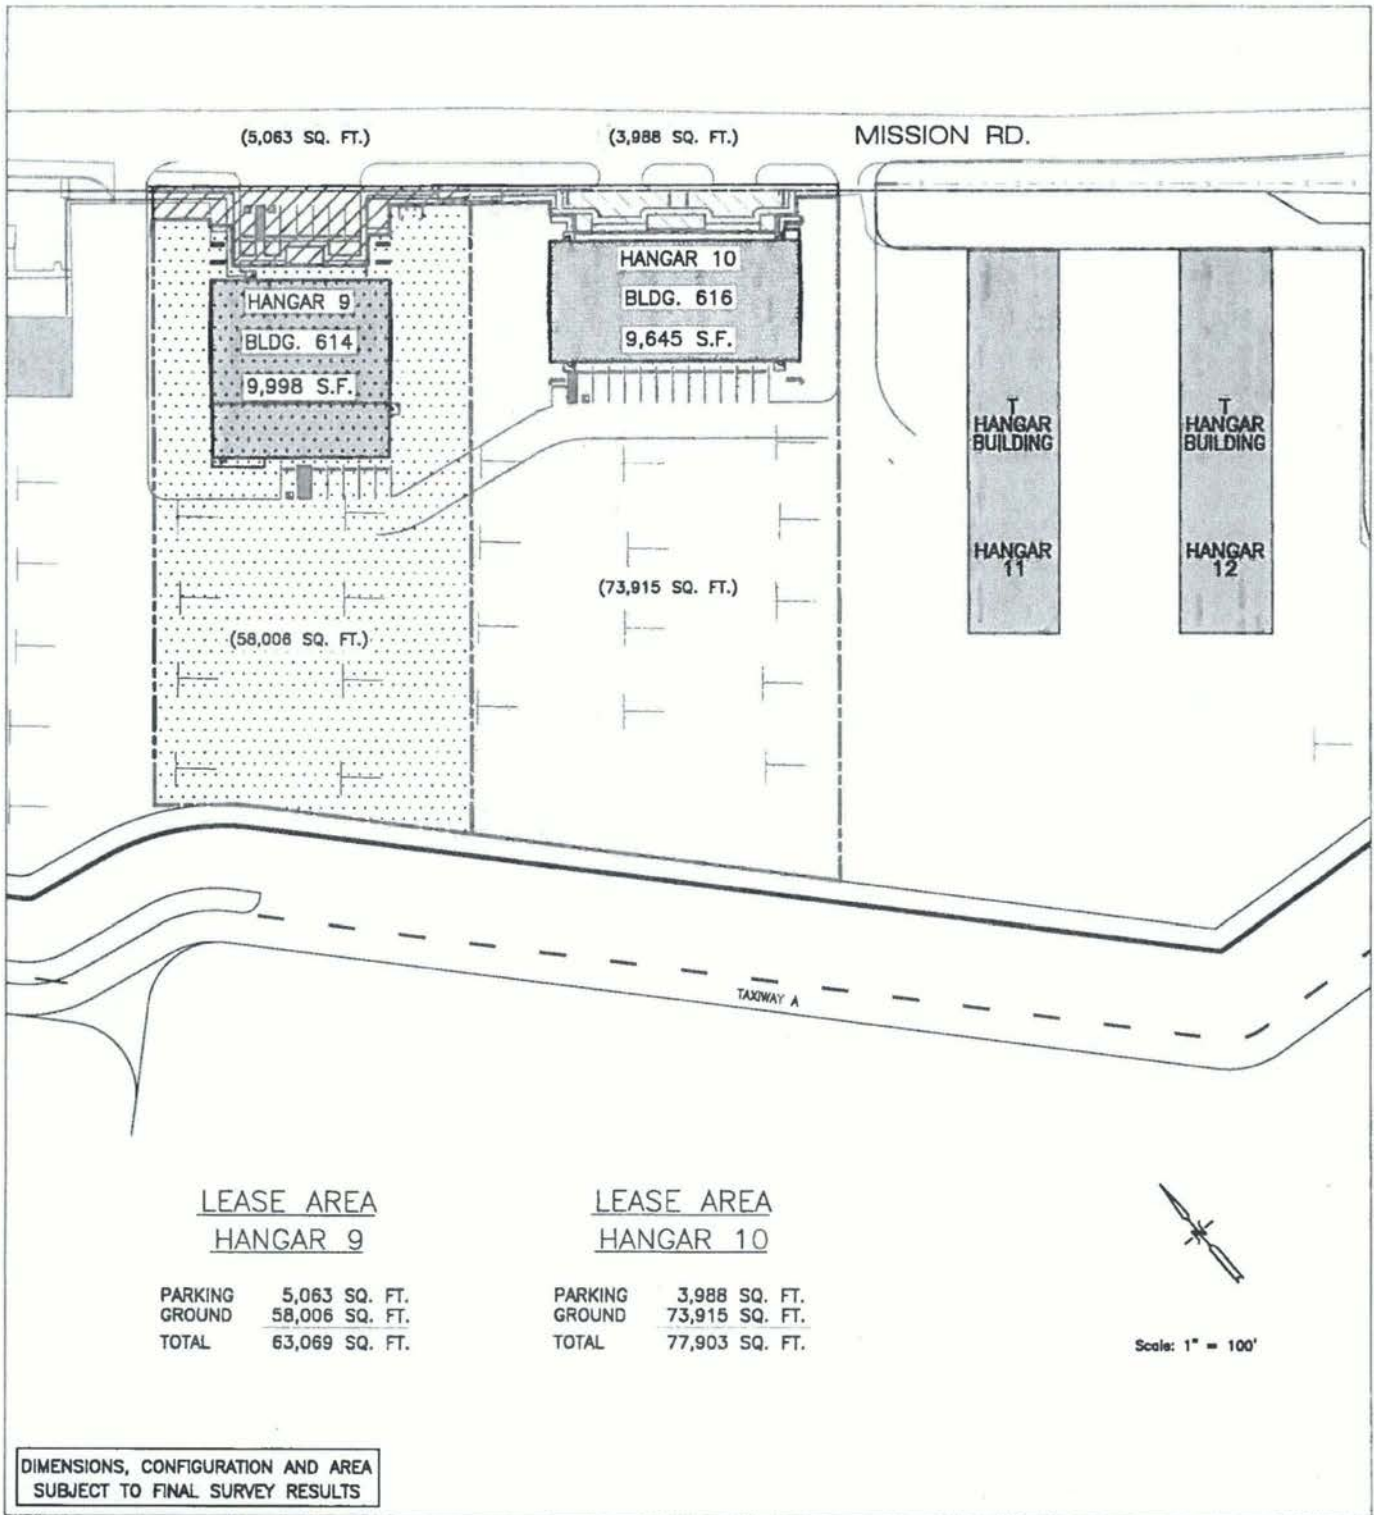 (5,063 SQ. FT.)
(3,988 SQ. FT.)
MISSION RD.
HANGAR 9
BLDG. 614
9,998 S.F.
HANGAR 10
BLDG. 616
9,645 S.F.
T
HANGAR
BUILDING
HANGAR
11
T
HANGAR
BUILDING
HANGAR
12
(58,006 SQ. FT.)
(73,915 SQ. FT.)
TAXIWAY A
LEASE AREA
HANGAR 9
PARKING 5,063 SQ. FT.
GROUND 58,006 SQ. FT.
TOTAL 63,069 SQ. FT.
LEASE AREA
HANGAR 10
PARKING 3,988 SQ. FT.
GROUND 73,915 SQ. FT.
TOTAL 77,903 SQ. FT.
Scale: 1" = 100'
DIMENSIONS, CONFIGURATION AND AREA
SUBJECT TO FINAL SURVEY RESULTS